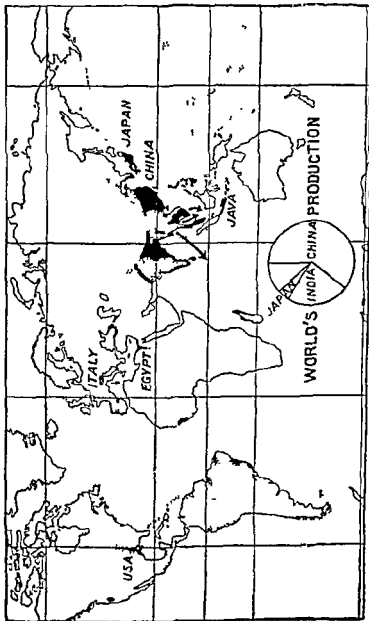 JAPAN
CHINA
JAVA
ITALY
EGYPT
USA
WORLD'S PRODUCTION
JAPAN
INDIA
CHINA